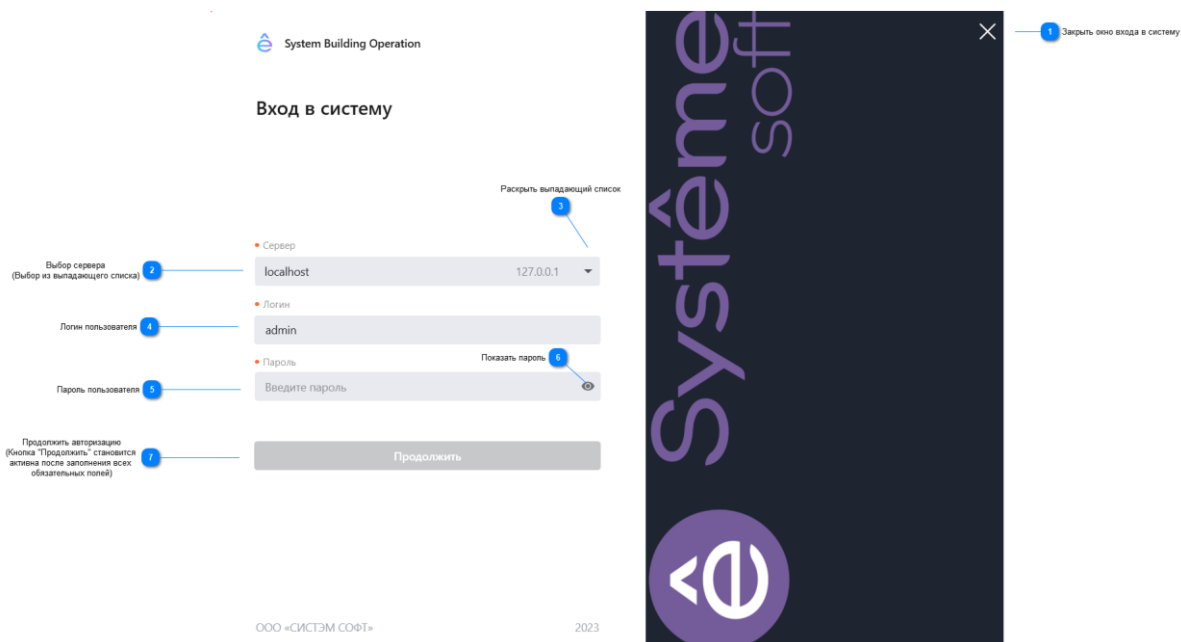 System Building Operation
Вход в систему
Раскрыть выпадающий список
3
Сервер
Выбор сервера
(Выбор из выпадающего списка)
2
localhost
127.0.0.1
Логин
Логин пользователя
4
admin
Пароль
Показать пароль
6
Пароль пользователя
5
Введите пароль
Продолжить авторизацию
(Кнопка "Продолжить" становится
активна после заполнения всех
обязательных полей)
7
Продолжить
ООО «СИСТЭМ СОФТ»
2023
Systême
soft
ê
1
Закрыть окно входа в систему